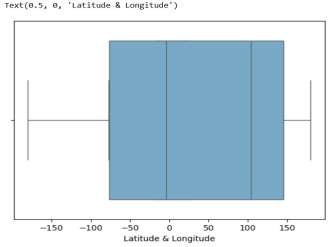 Text(0.5, 0, 'Latitude & Longitude')
−150 −100 −50 0 50 100 150
Latitude & Longitude